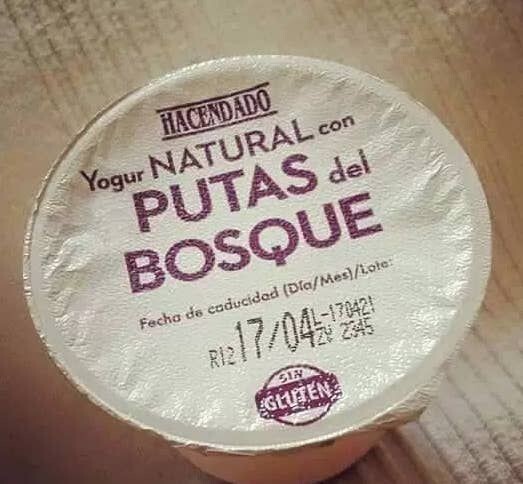 HACENDADO
Yogur NATURAL con
PUTAS del
BOSQUE
Fecha de caducidad (Día/Mes)/Lote:
R12 17/04 L-170421
2V 2345
SIN
GLUTEN